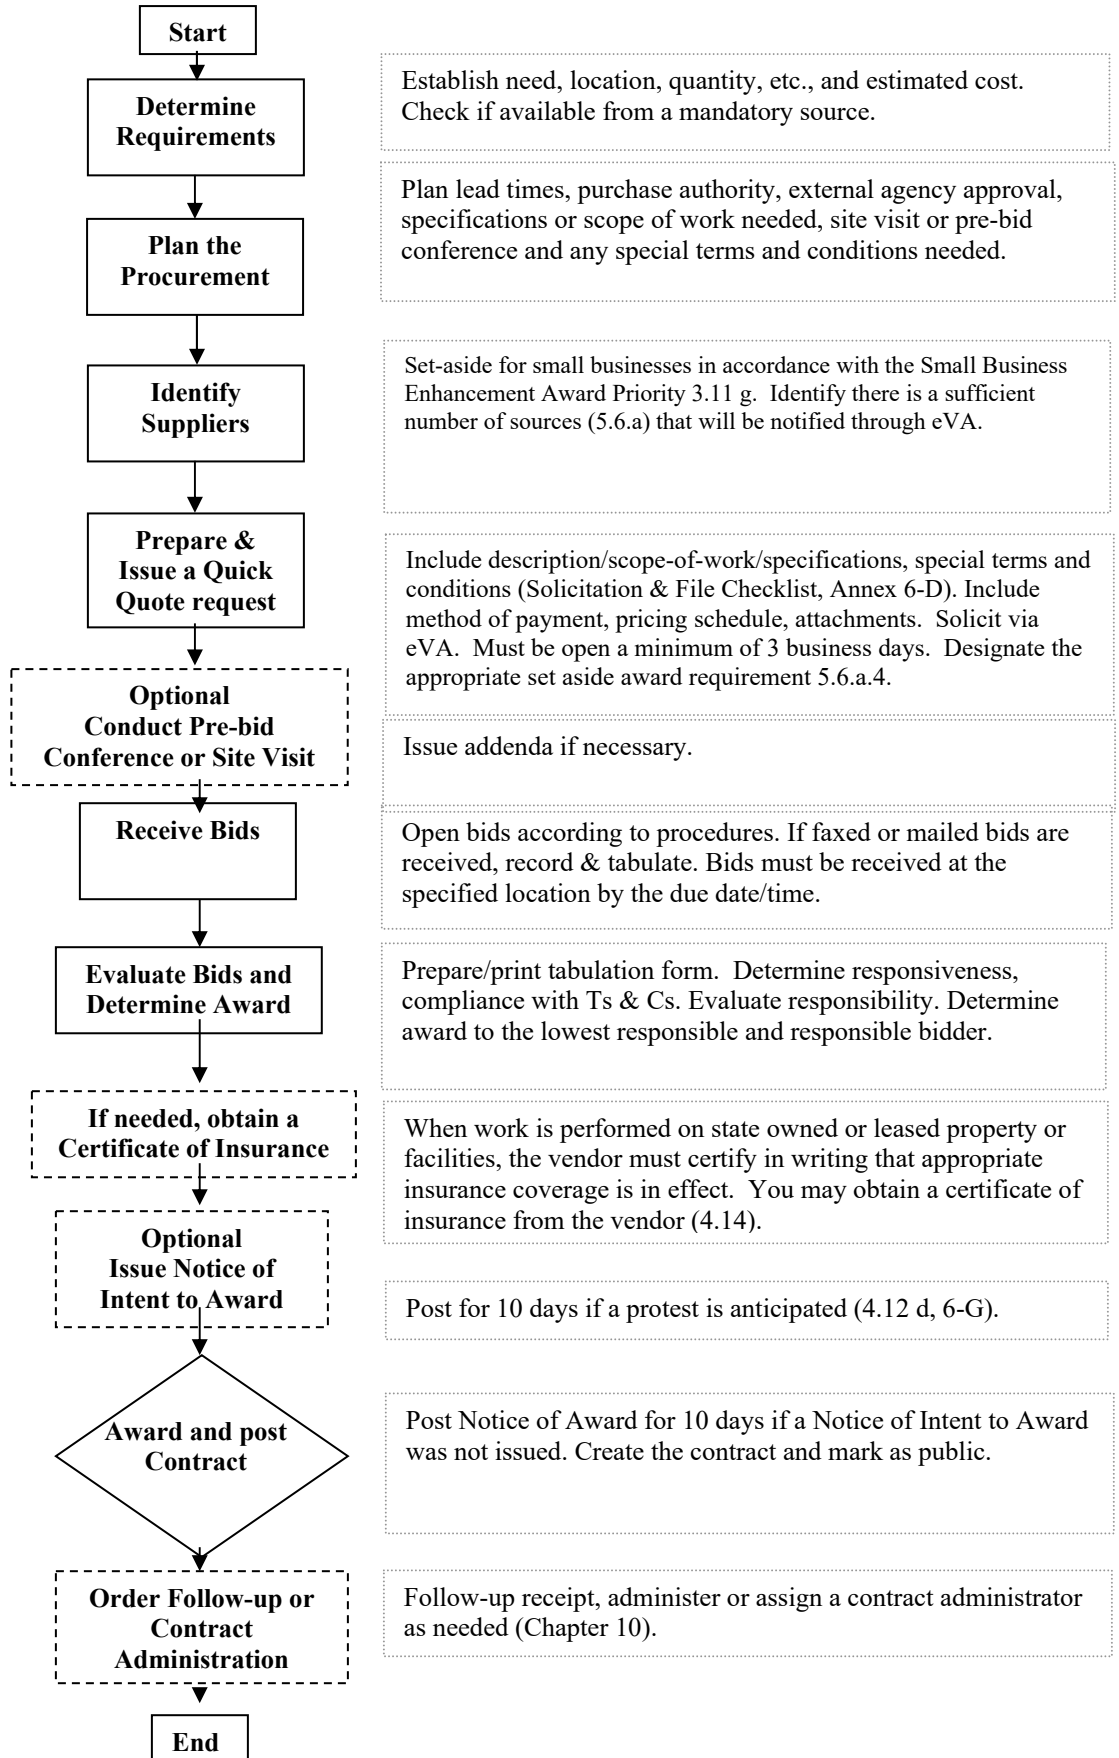 Start
Determine
Requirements
Establish need, location, quantity, etc., and estimated cost.
Check if available from a mandatory source.
Plan the
Procurement
Plan lead times, purchase authority, external agency approval,
specifications or scope of work needed, site visit or pre-bid
conference and any special terms and conditions needed.
Identify
Suppliers
Set-aside for small businesses in accordance with the Small Business
Enhancement Award Priority 3.11 g. Identify there is a sufficient
number of sources (5.6.a) that will be notified through eVA.
Prepare &
Issue a Quick
Quote request
Include description/scope-of-work/specifications, special terms and
conditions (Solicitation & File Checklist, Annex 6-D). Include
method of payment, pricing schedule, attachments. Solicit via
eVA. Must be open a minimum of 3 business days. Designate the
appropriate set aside award requirement 5.6.a.4.
Optional
Conduct Pre-bid
Conference or Site Visit
Issue addenda if necessary.
Receive Bids
Open bids according to procedures. If faxed or mailed bids are
received, record & tabulate. Bids must be received at the
specified location by the due date/time.
Evaluate Bids and
Determine Award
Prepare/print tabulation form. Determine responsiveness,
compliance with Ts & Cs. Evaluate responsibility. Determine
award to the lowest responsible and responsible bidder.
If needed, obtain a
Certificate of Insurance
When work is performed on state owned or leased property or
facilities, the vendor must certify in writing that appropriate
insurance coverage is in effect. You may obtain a certificate of
insurance from the vendor (4.14).
Optional
Issue Notice of
Intent to Award
Post for 10 days if a protest is anticipated (4.12 d, 6-G).
Award and post
Contract
Post Notice of Award for 10 days if a Notice of Intent to Award
was not issued. Create the contract and mark as public.
Order Follow-up or
Contract
Administration
Follow-up receipt, administer or assign a contract administrator
as needed (Chapter 10).
End